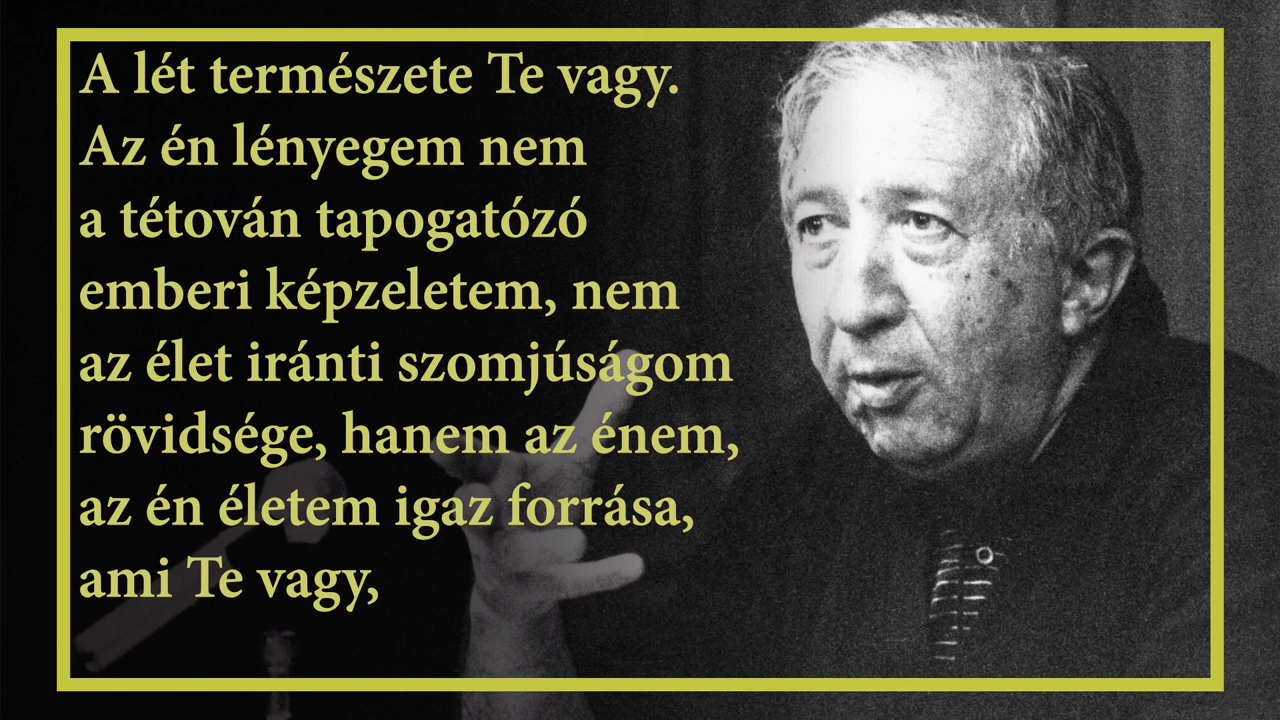 A lét természete Te vagy.
Az én lényegem nem
a tétován tapogatózó
emberi képzeletem, nem
az élet iránti szomjúságom
rövidsége, hanem az énem,
az én életem igaz forrása,
ami Te vagy,